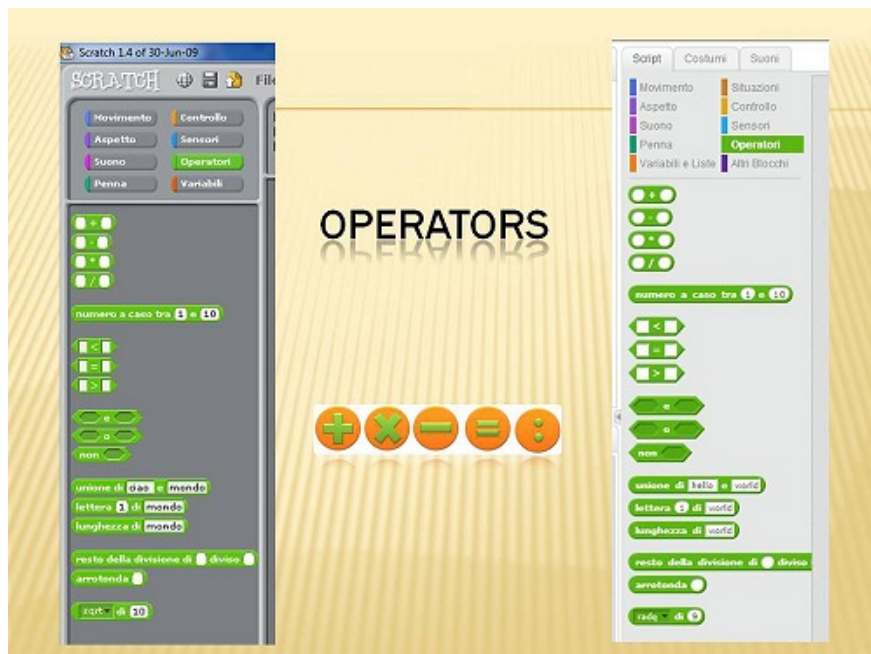 Scratch 1.4 of 30-Jun-09
SCRATCH File
Movimento Controllo
Aspetto Sensori
Suono Operatori
Penna Variabili
+
-
*
/
numero a caso tra 1 e 10
<
=
>
e
o
non
unione di ciao e mondo
lettera 1 di mondo
lunghezza di mondo
resto della divisione di diviso
arrotonda
sqrt di 10
OPERATORS
+ × − = :
Script Costumi Suoni
Movimento Situazioni
Aspetto Controllo
Suono Sensori
Penna Operatori
Variabili e Liste Altri Blocchi
+
-
*
/
numero a caso tra 1 e 10
<
=
>
e
o
non
unione di hello e world
lettera 1 di world
lunghezza di world
resto della divisione di diviso
arrotonda
radq di 9